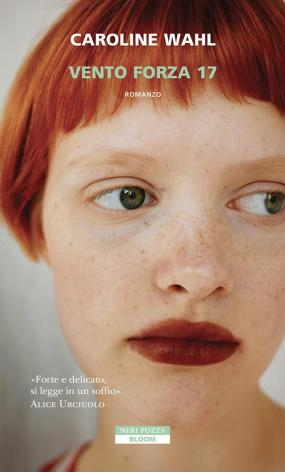 CAROLINE WAHL
VENTO FORZA 17
ROMANZO
«Forte e delicato,
si legge in un soffio».
ALICE URCIUOLO
NERI POZZA
BLOOM